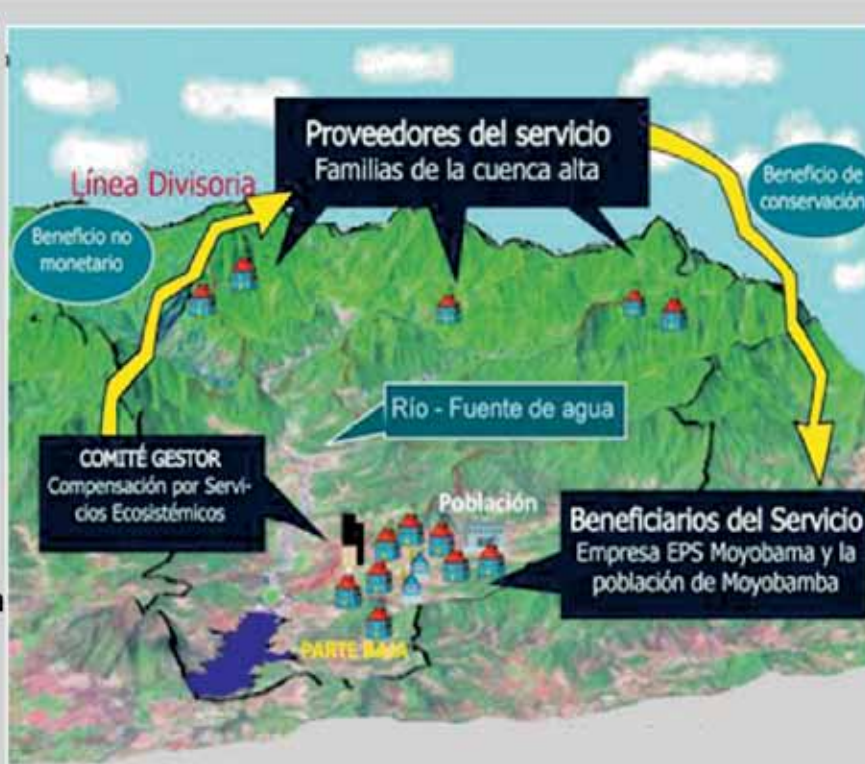 Proveedores del servicio
Familias de la cuenca alta
Línea Divisoria
Beneficio de
conservación
Beneficio no
monetario
Río - Fuente de agua
COMITÉ GESTOR
Compensación por Servi-
cios Ecosistémicos
Población
Beneficiarios del Servicio
Empresa EPS Moyobama y la
población de Moyobamba
PARTE BAJA